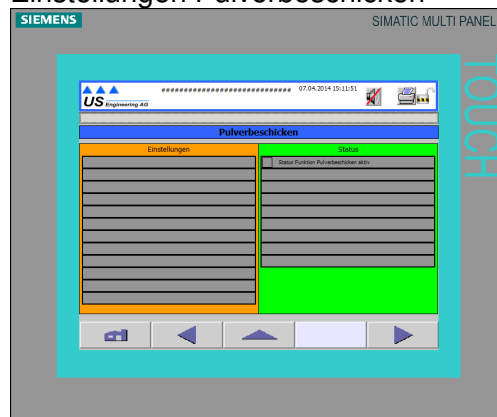 Einstellungen Pulverbeschicken
SIEMENS
SIMATIC MULTI PANEL
TOUCH
US Engineering AG
############################## 07.04.2014 15:11:51
Pulverbeschicken
Einstellungen
Status
Status Funktion Pulverbeschicken aktiv